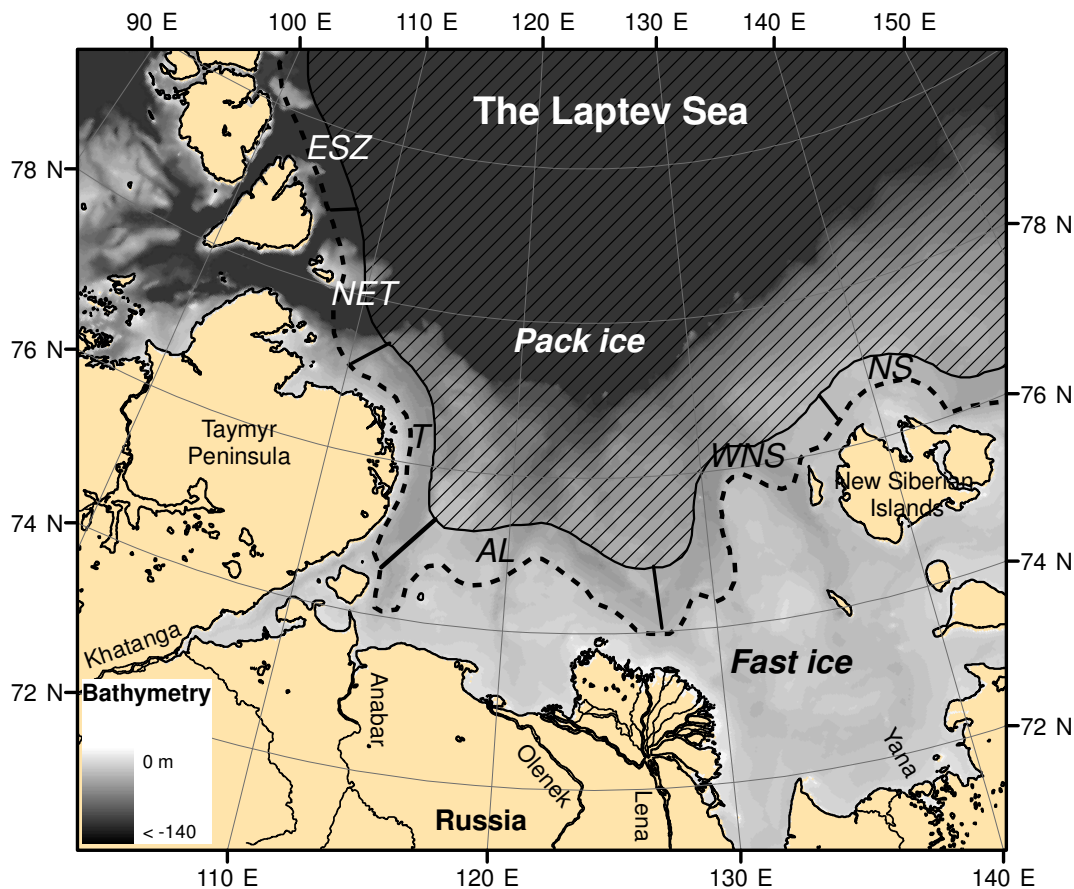 90 E 100 E 110 E 120 E 130 E 140 E 150 E
The Laptev Sea
ESZ
78 N
78 N
NET
Pack ice
76 N
NS
76 N
Taymyr
Peninsula
T
WNS
New Siberian
Islands
74 N
AL
74 N
Khatanga
Fast ice
72 N
Bathymetry
Anabar
72 N
0 m
Olenek
Yana
< -140
Lena
Russia
110 E 120 E 130 E 140 E